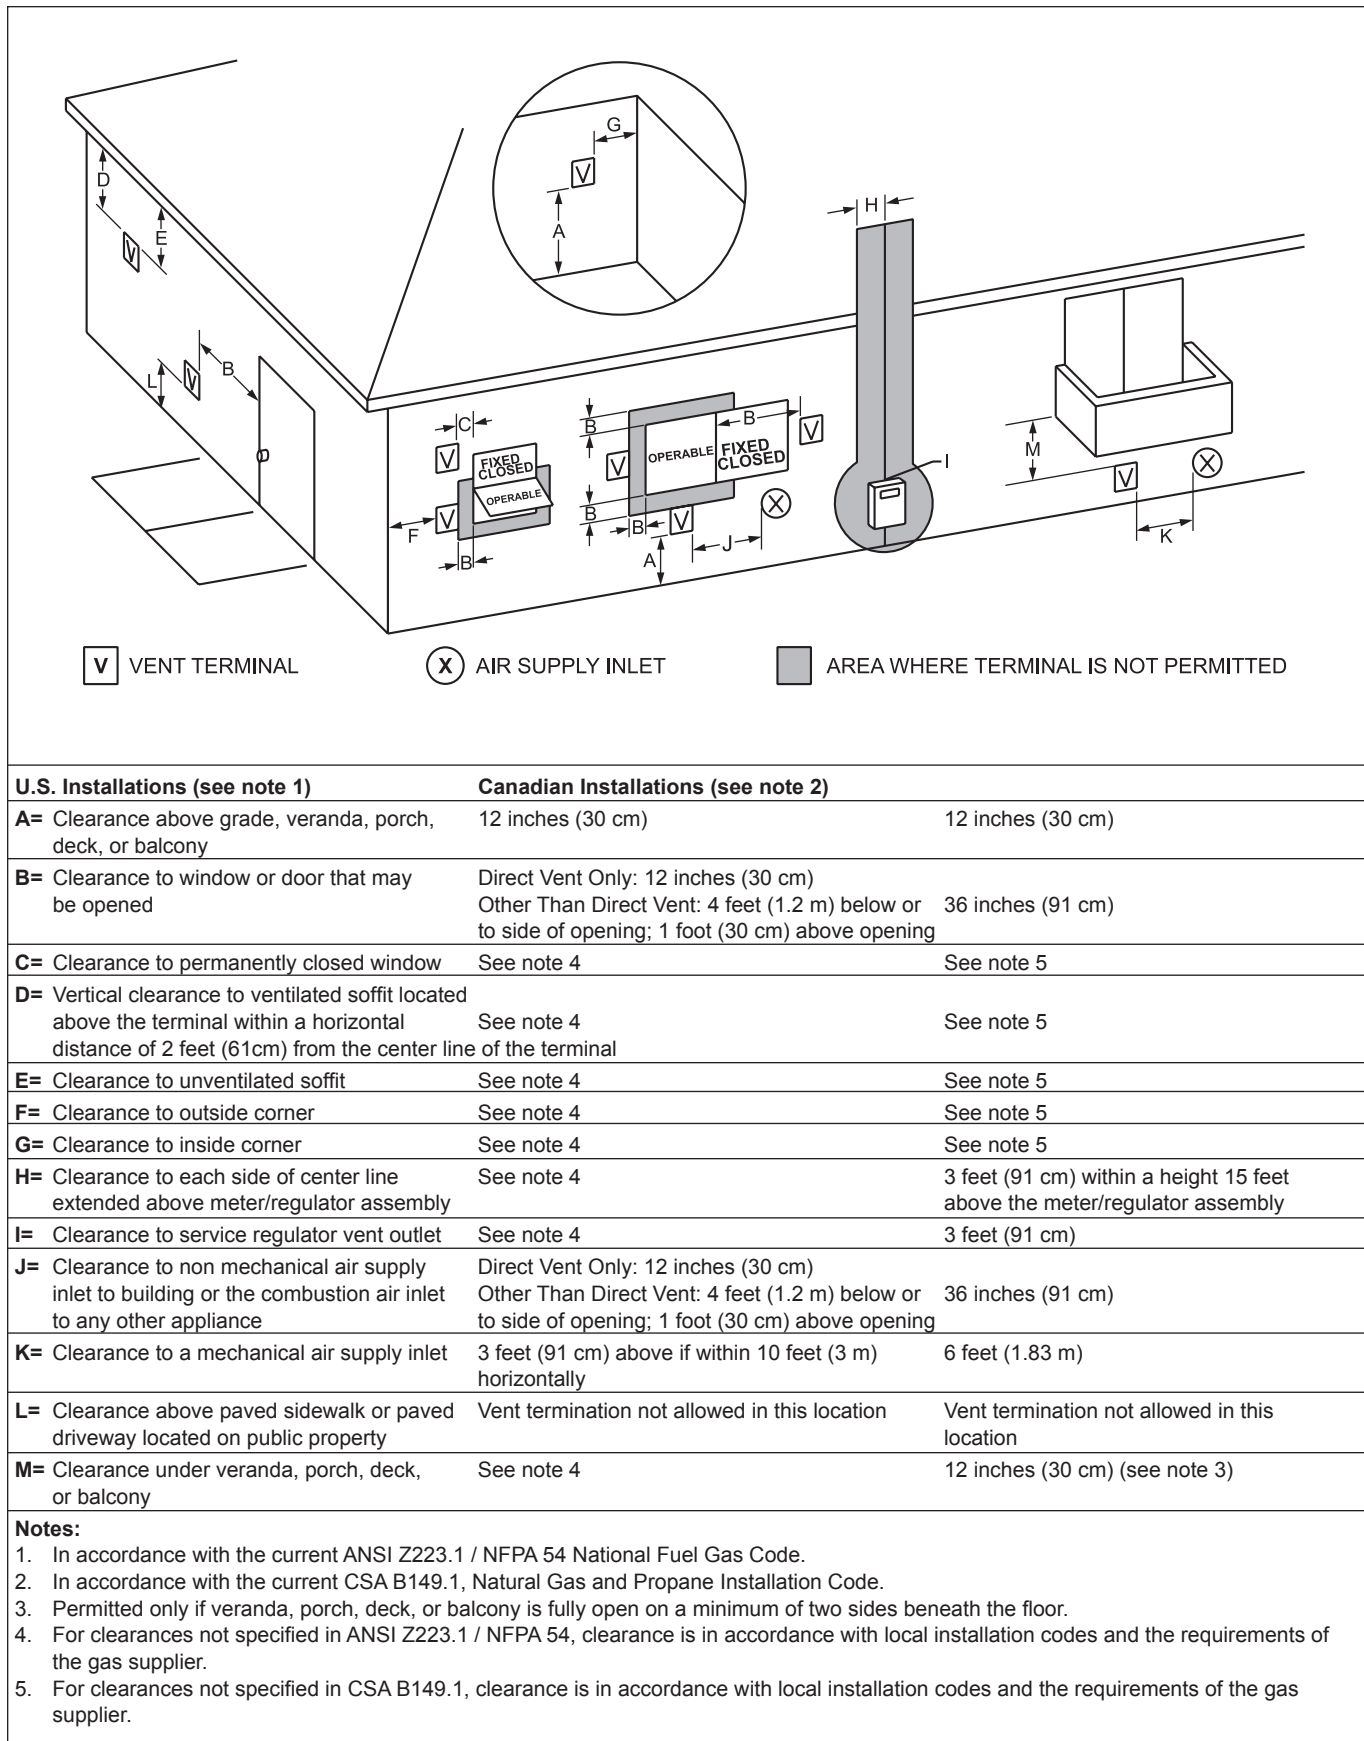 G
V
A
D
E
V
H
B
L
V
C
B
B
V
V
FIXED
CLOSED
OPERABLE
V
OPERABLE
FIXED
CLOSED
V
I
M
X
V
V
F
B
B
B
V
X
J
A
K
V VENT TERMINAL
X AIR SUPPLY INLET
AREA WHERE TERMINAL IS NOT PERMITTED
U.S. Installations (see note 1) Canadian Installations (see note 2)
A= Clearance above grade, veranda, porch, 12 inches (30 cm) 12 inches (30 cm)
deck, or balcony
B= Clearance to window or door that may Direct Vent Only: 12 inches (30 cm)
be opened Other Than Direct Vent: 4 feet (1.2 m) below or 36 inches (91 cm)
to side of opening; 1 foot (30 cm) above opening
C= Clearance to permanently closed window See note 4 See note 5
D= Vertical clearance to ventilated soffit located
above the terminal within a horizontal See note 4 See note 5
distance of 2 feet (61cm) from the center line of the terminal
E= Clearance to unventilated soffit See note 4 See note 5
F= Clearance to outside corner See note 4 See note 5
G= Clearance to inside corner See note 4 See note 5
H= Clearance to each side of center line See note 4 3 feet (91 cm) within a height 15 feet
extended above meter/regulator assembly above the meter/regulator assembly
I= Clearance to service regulator vent outlet See note 4 3 feet (91 cm)
J= Clearance to non mechanical air supply Direct Vent Only: 12 inches (30 cm)
inlet to building or the combustion air inlet Other Than Direct Vent: 4 feet (1.2 m) below or 36 inches (91 cm)
to any other appliance to side of opening; 1 foot (30 cm) above opening
K= Clearance to a mechanical air supply inlet 3 feet (91 cm) above if within 10 feet (3 m) 6 feet (1.83 m)
horizontally
L= Clearance above paved sidewalk or paved Vent termination not allowed in this location Vent termination not allowed in this
driveway located on public property location
M= Clearance under veranda, porch, deck, See note 4 12 inches (30 cm) (see note 3)
or balcony
Notes:
1. In accordance with the current ANSI Z223.1 / NFPA 54 National Fuel Gas Code.
2. In accordance with the current CSA B149.1, Natural Gas and Propane Installation Code.
3. Permitted only if veranda, porch, deck, or balcony is fully open on a minimum of two sides beneath the floor.
4. For clearances not specified in ANSI Z223.1 / NFPA 54, clearance is in accordance with local installation codes and the requirements of
the gas supplier.
5. For clearances not specified in CSA B149.1, clearance is in accordance with local installation codes and the requirements of the gas
supplier.